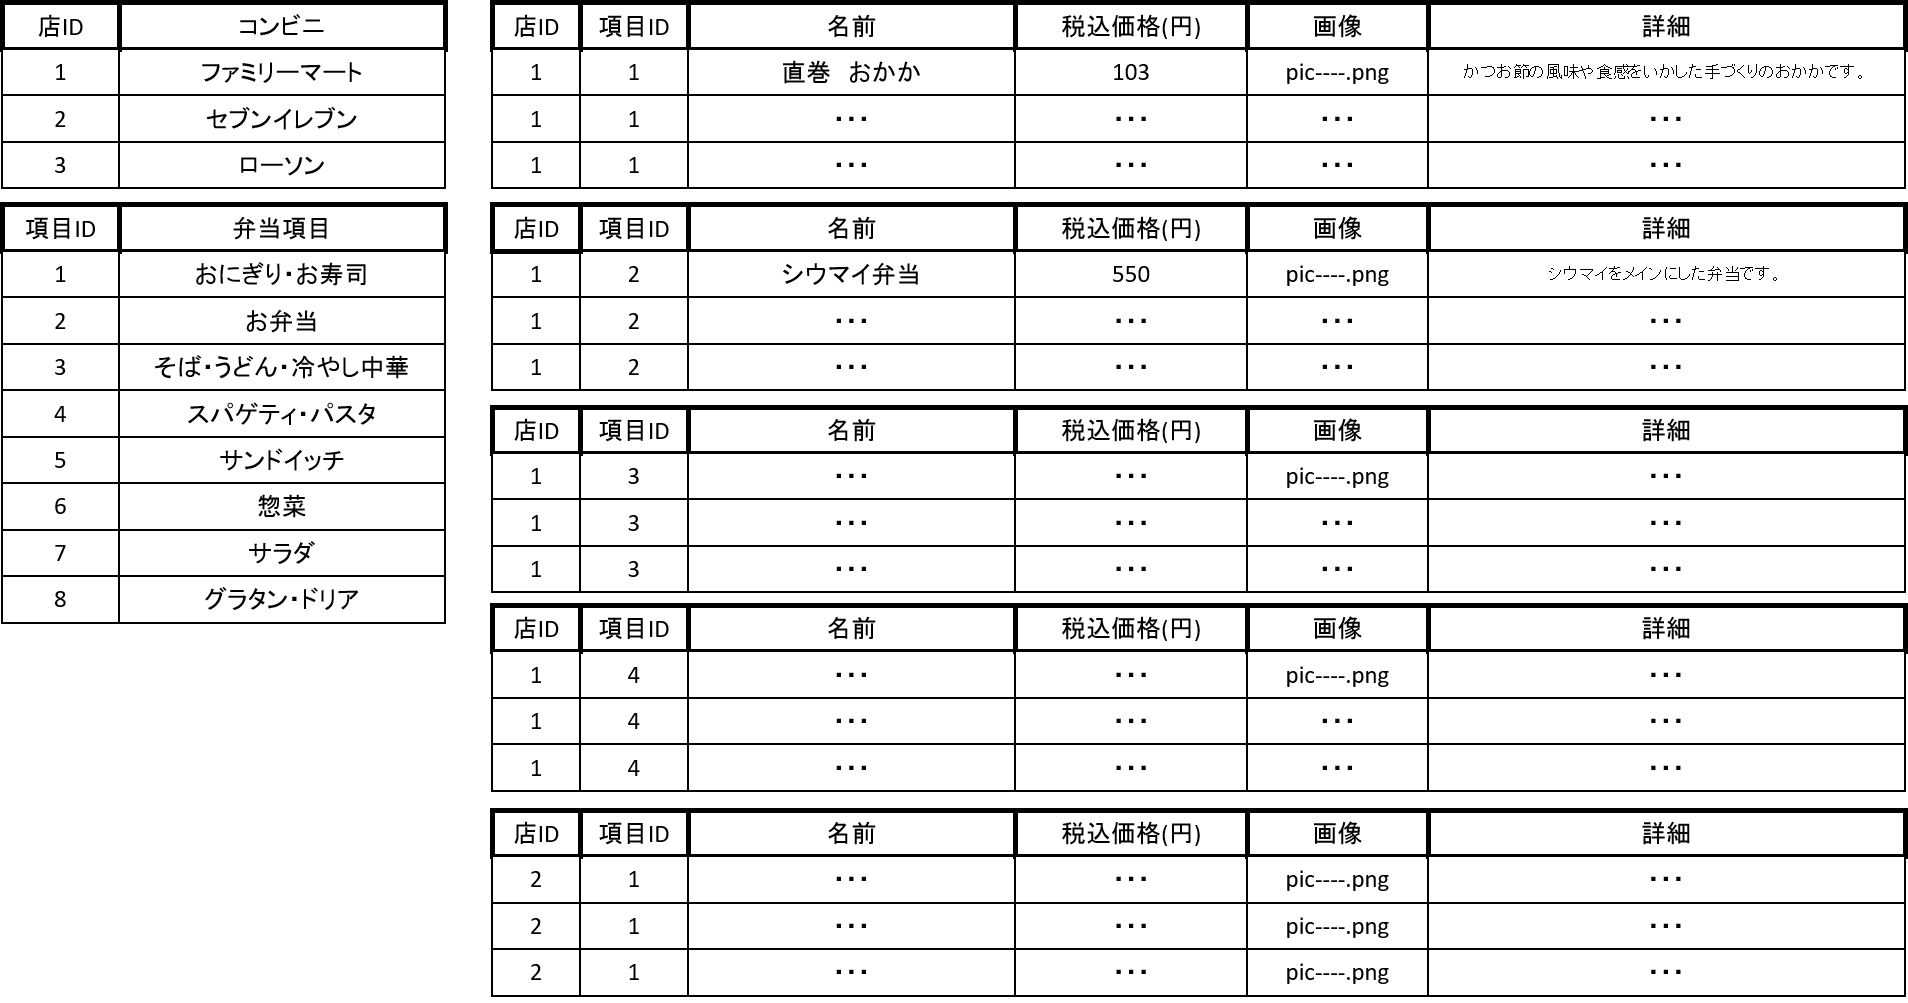 店ID コンビニ
1 ファミリーマート
2 セブンイレブン
3 ローソン
項目ID 弁当項目
1 おにぎり・お寿司
2 お弁当
3 そば・うどん・冷やし中華
4 スパゲティ・パスタ
5 サンドイッチ
6 惣菜
7 サラダ
8 グラタン・ドリア
店ID 項目ID 名前 税込価格(円) 画像 詳細
1 1 直巻　おかか 103 pic----.png かつお節の風味や食感をいかした手づくりのおかかです。
1 1 ・・・ ・・・ ・・・ ・・・
1 1 ・・・ ・・・ ・・・ ・・・
店ID 項目ID 名前 税込価格(円) 画像 詳細
1 2 シウマイ弁当 550 pic----.png シウマイをメインにした弁当です。
1 2 ・・・ ・・・ ・・・ ・・・
1 2 ・・・ ・・・ ・・・ ・・・
店ID 項目ID 名前 税込価格(円) 画像 詳細
1 3 ・・・ ・・・ pic----.png ・・・
1 3 ・・・ ・・・ ・・・ ・・・
1 3 ・・・ ・・・ ・・・ ・・・
店ID 項目ID 名前 税込価格(円) 画像 詳細
1 4 ・・・ ・・・ pic----.png ・・・
1 4 ・・・ ・・・ ・・・ ・・・
1 4 ・・・ ・・・ ・・・ ・・・
店ID 項目ID 名前 税込価格(円) 画像 詳細
2 1 ・・・ ・・・ pic----.png ・・・
2 1 ・・・ ・・・ pic----.png ・・・
2 1 ・・・ ・・・ pic----.png ・・・